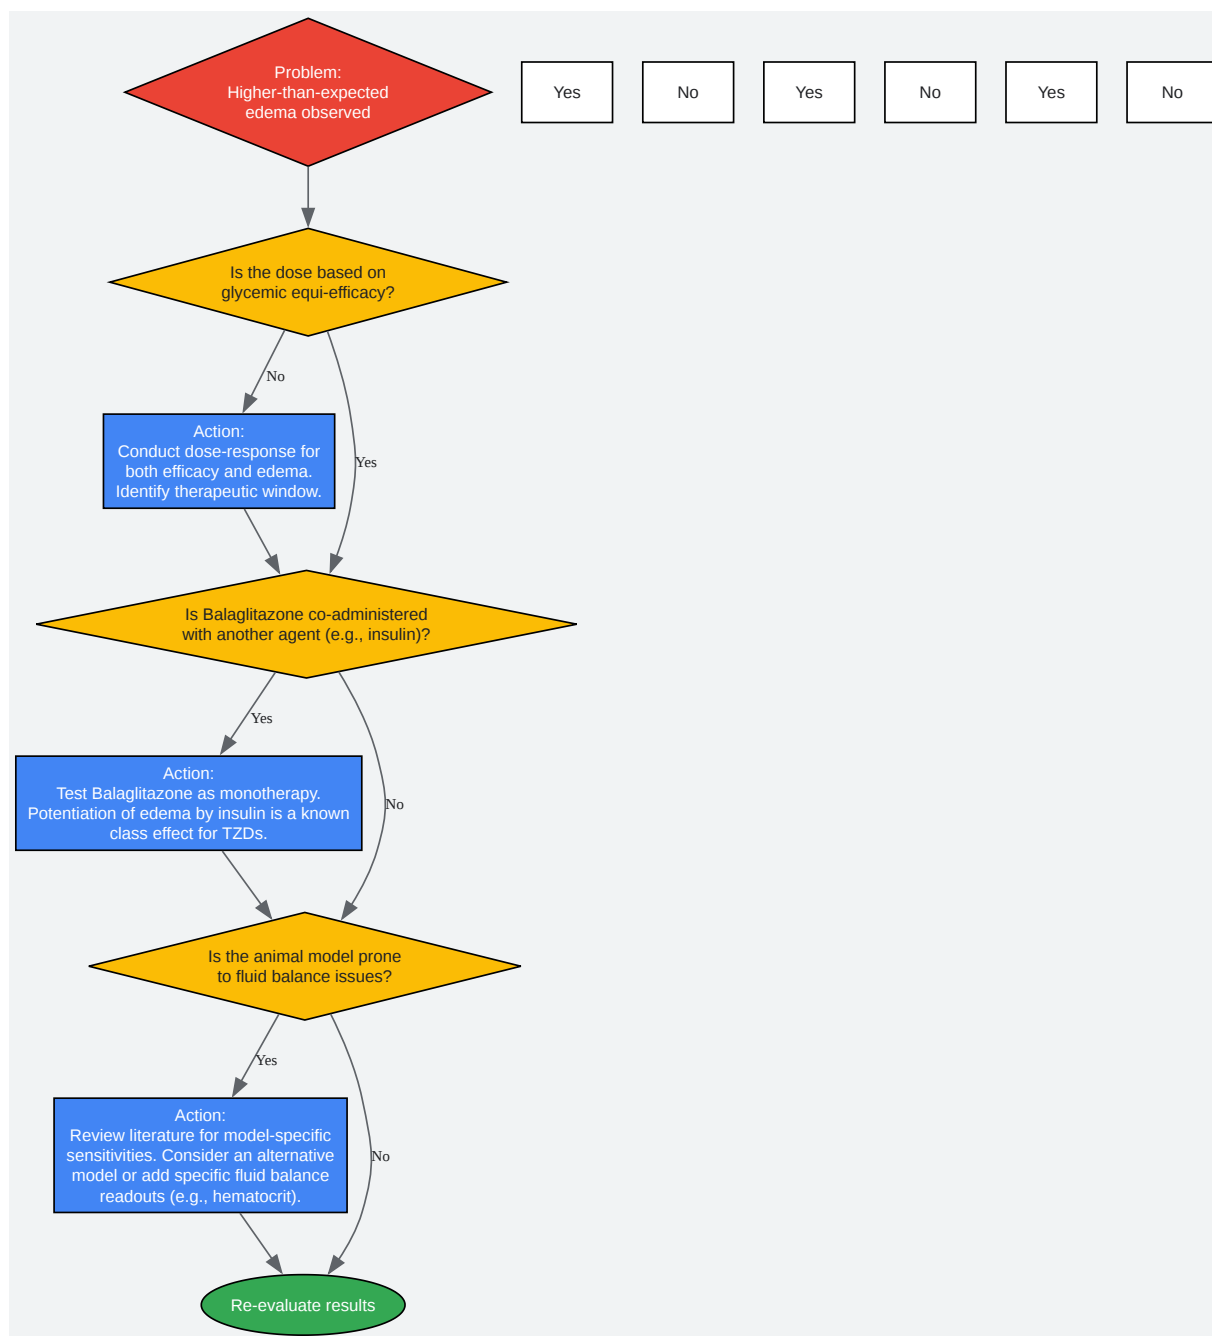 Problem:
Higher-than-expected
edema observed
Yes
No
Yes
No
Yes
No
Is the dose based on
glycemic equi-efficacy?
No
Action:
Conduct dose-response for
both efficacy and edema.
Identify therapeutic window.
Yes
Is Balaglitazone co-administered
with another agent (e.g., insulin)?
Yes
Action:
Test Balaglitazone as monotherapy.
Potentiation of edema by insulin is a known
class effect for TZDs.
No
Is the animal model prone
to fluid balance issues?
Yes
Action:
Review literature for model-specific
sensitivities. Consider an alternative
model or add specific fluid balance
readouts (e.g., hematocrit).
No
Re-evaluate results